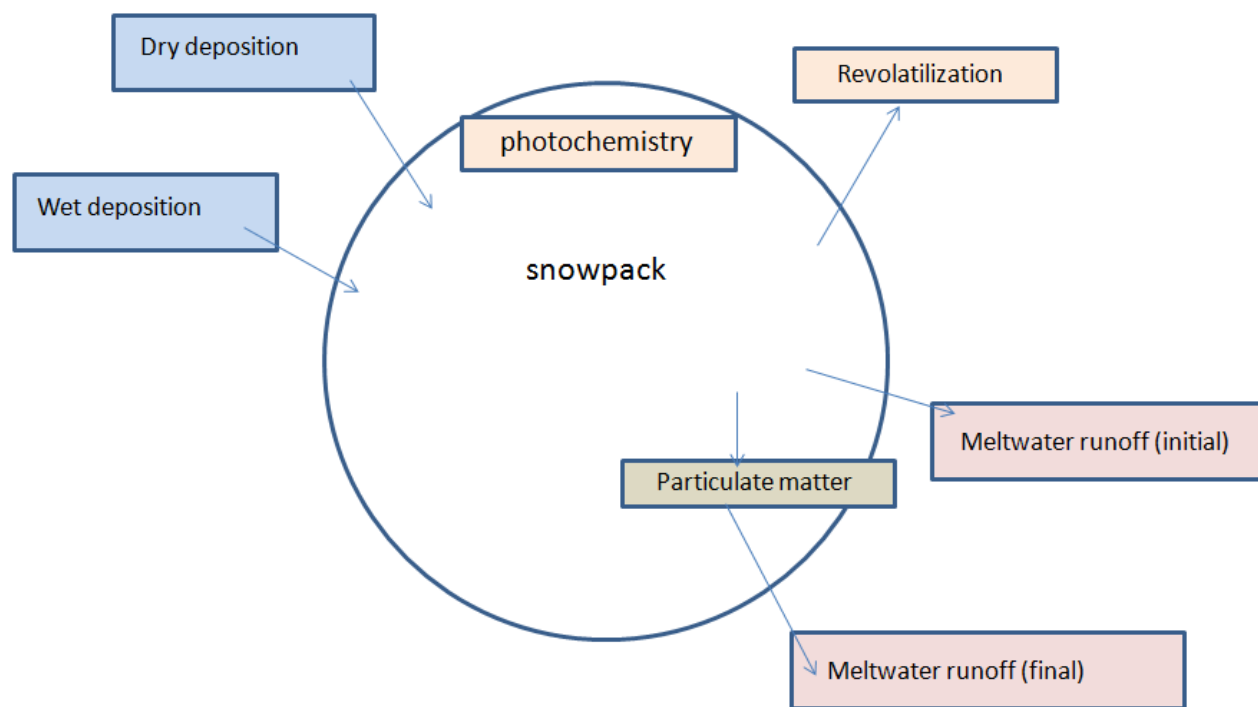 Dry deposition
Revolatilization
photochemistry
Wet deposition
snowpack
Meltwater runoff (initial)
Particulate matter
Meltwater runoff (final)